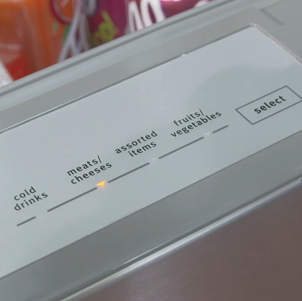 cold
drinks
meats/
cheeses
assorted
items
fruits/
vegetables
select